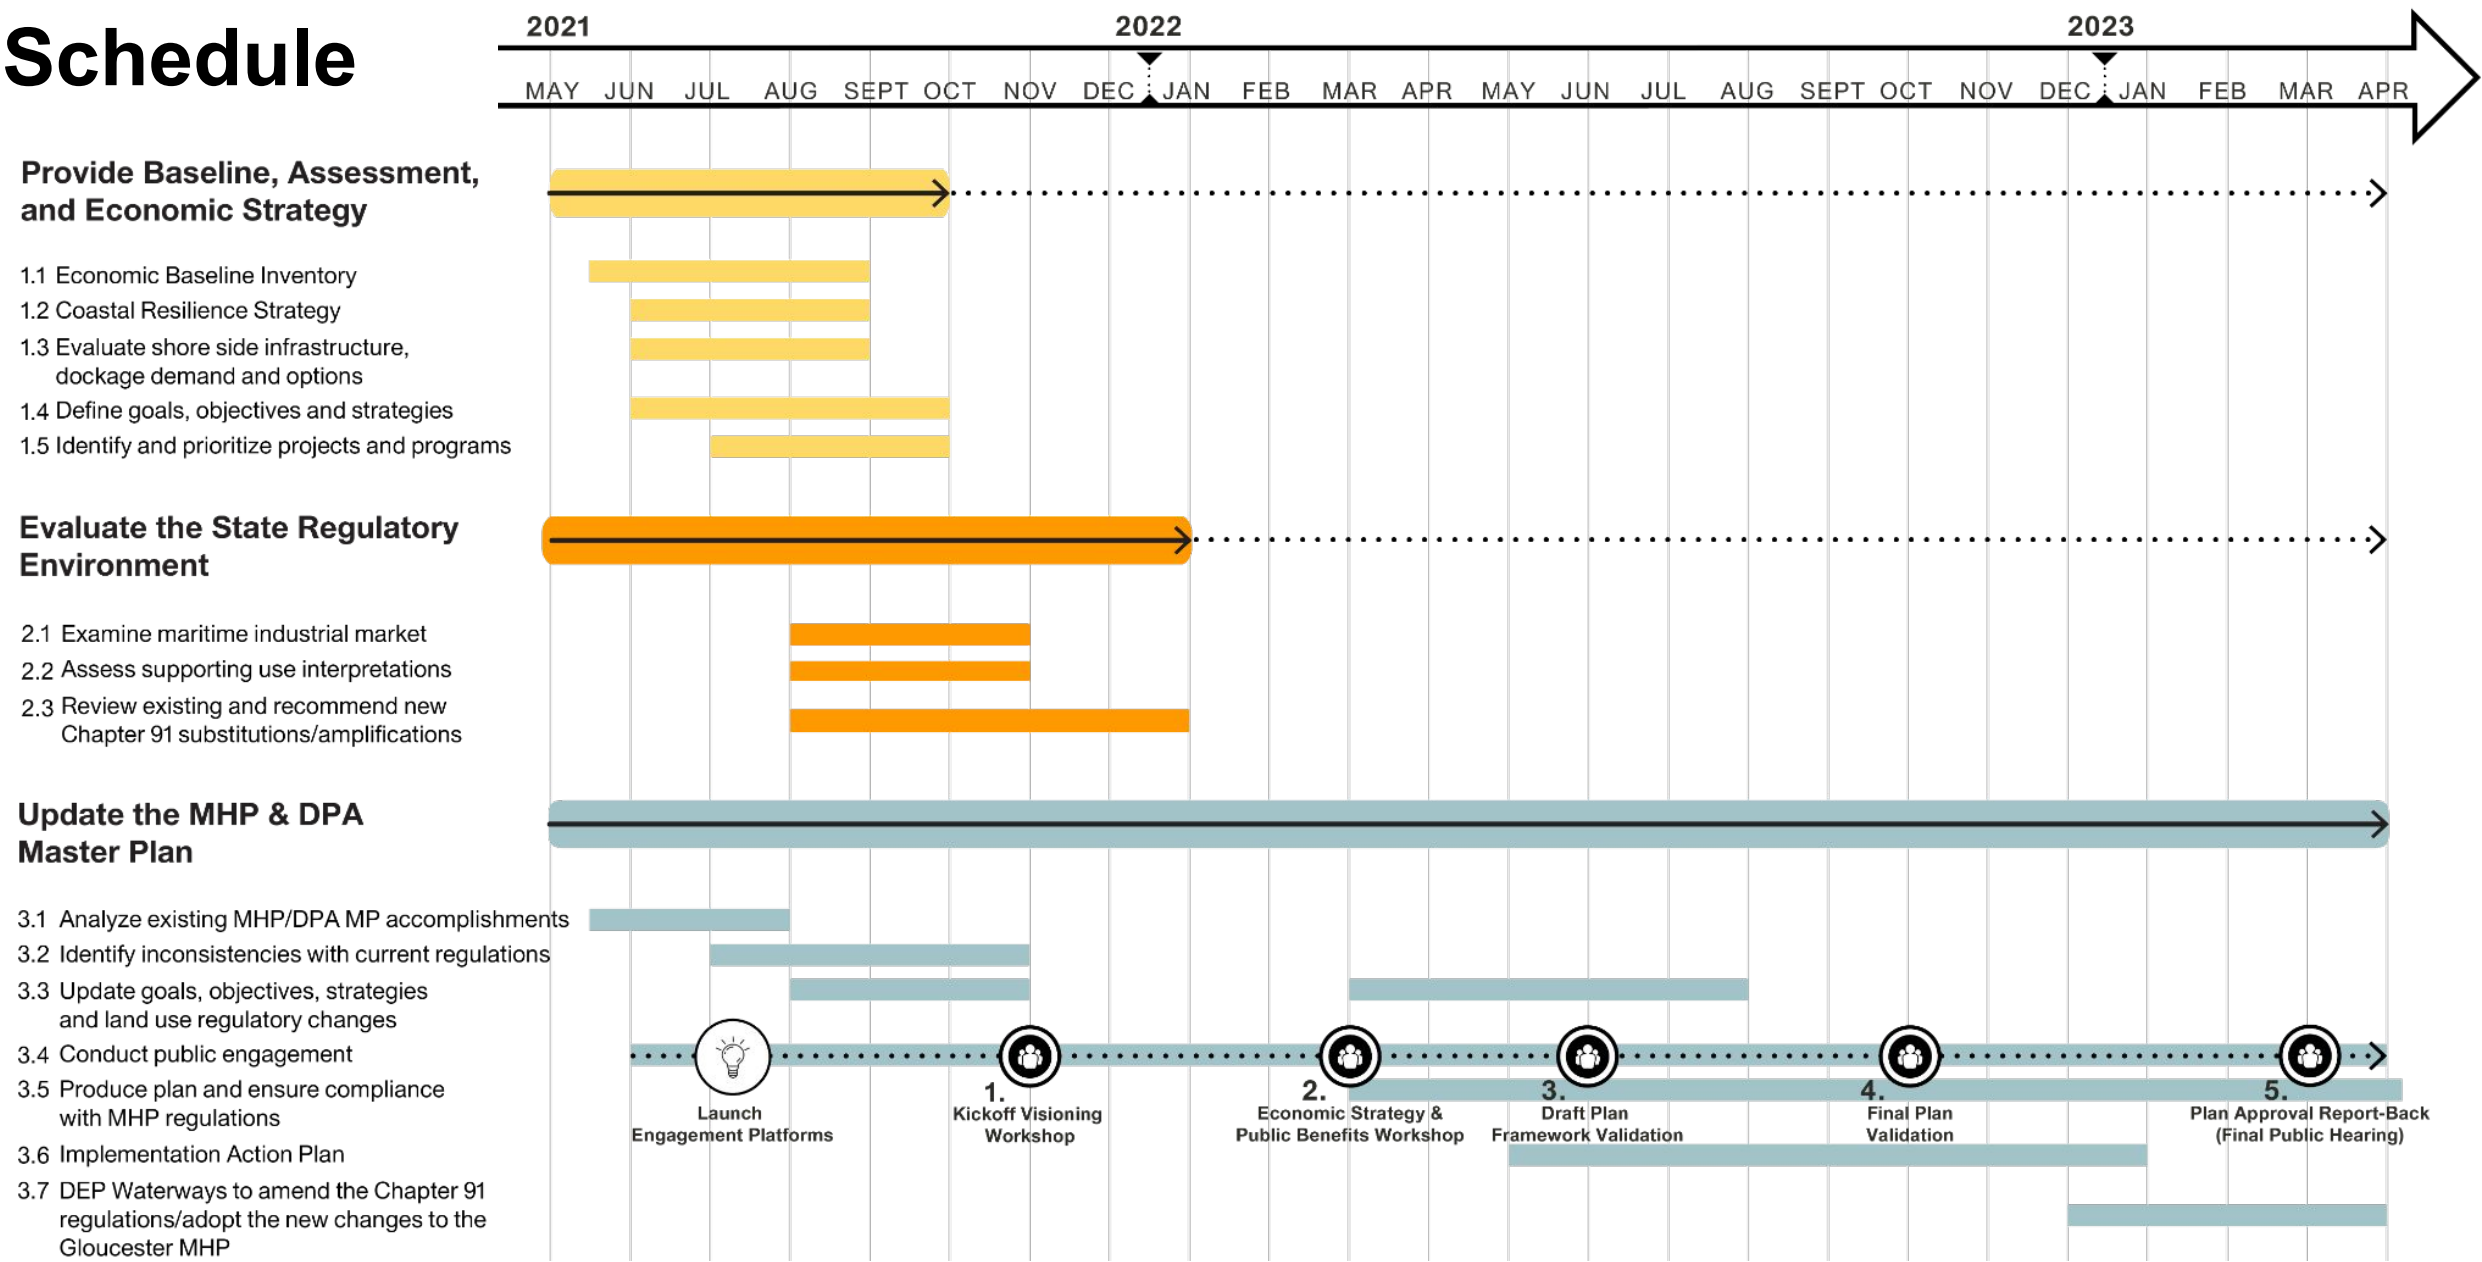 Schedule
2021 2022 2023
MAY JUN JUL AUG SEPT OCT NOV DEC JAN FEB MAR APR MAY JUN JUL AUG SEPT OCT NOV DEC JAN FEB MAR APR
Provide Baseline, Assessment,
and Economic Strategy
1.1 Economic Baseline Inventory
1.2 Coastal Resilience Strategy
1.3 Evaluate shore side infrastructure,
dockage demand and options
1.4 Define goals, objectives and strategies
1.5 Identify and prioritize projects and programs
Evaluate the State Regulatory
Environment
2.1 Examine maritime industrial market
2.2 Assess supporting use interpretations
2.3 Review existing and recommend new
Chapter 91 substitutions/amplifications
Update the MHP & DPA
Master Plan
3.1 Analyze existing MHP/DPA MP accomplishments
3.2 Identify inconsistencies with current regulations
3.3 Update goals, objectives, strategies
and land use regulatory changes
3.4 Conduct public engagement
3.5 Produce plan and ensure compliance
with MHP regulations
3.6 Implementation Action Plan
3.7 DEP Waterways to amend the Chapter 91
regulations/adopt the new changes to the
Gloucester MHP
Launch
Engagement Platforms
1.
Kickoff Visioning
Workshop
2.
Economic Strategy &
Public Benefits Workshop
3.
Draft Plan
Framework Validation
4.
Final Plan
Validation
5.
Plan Approval Report-Back
(Final Public Hearing)